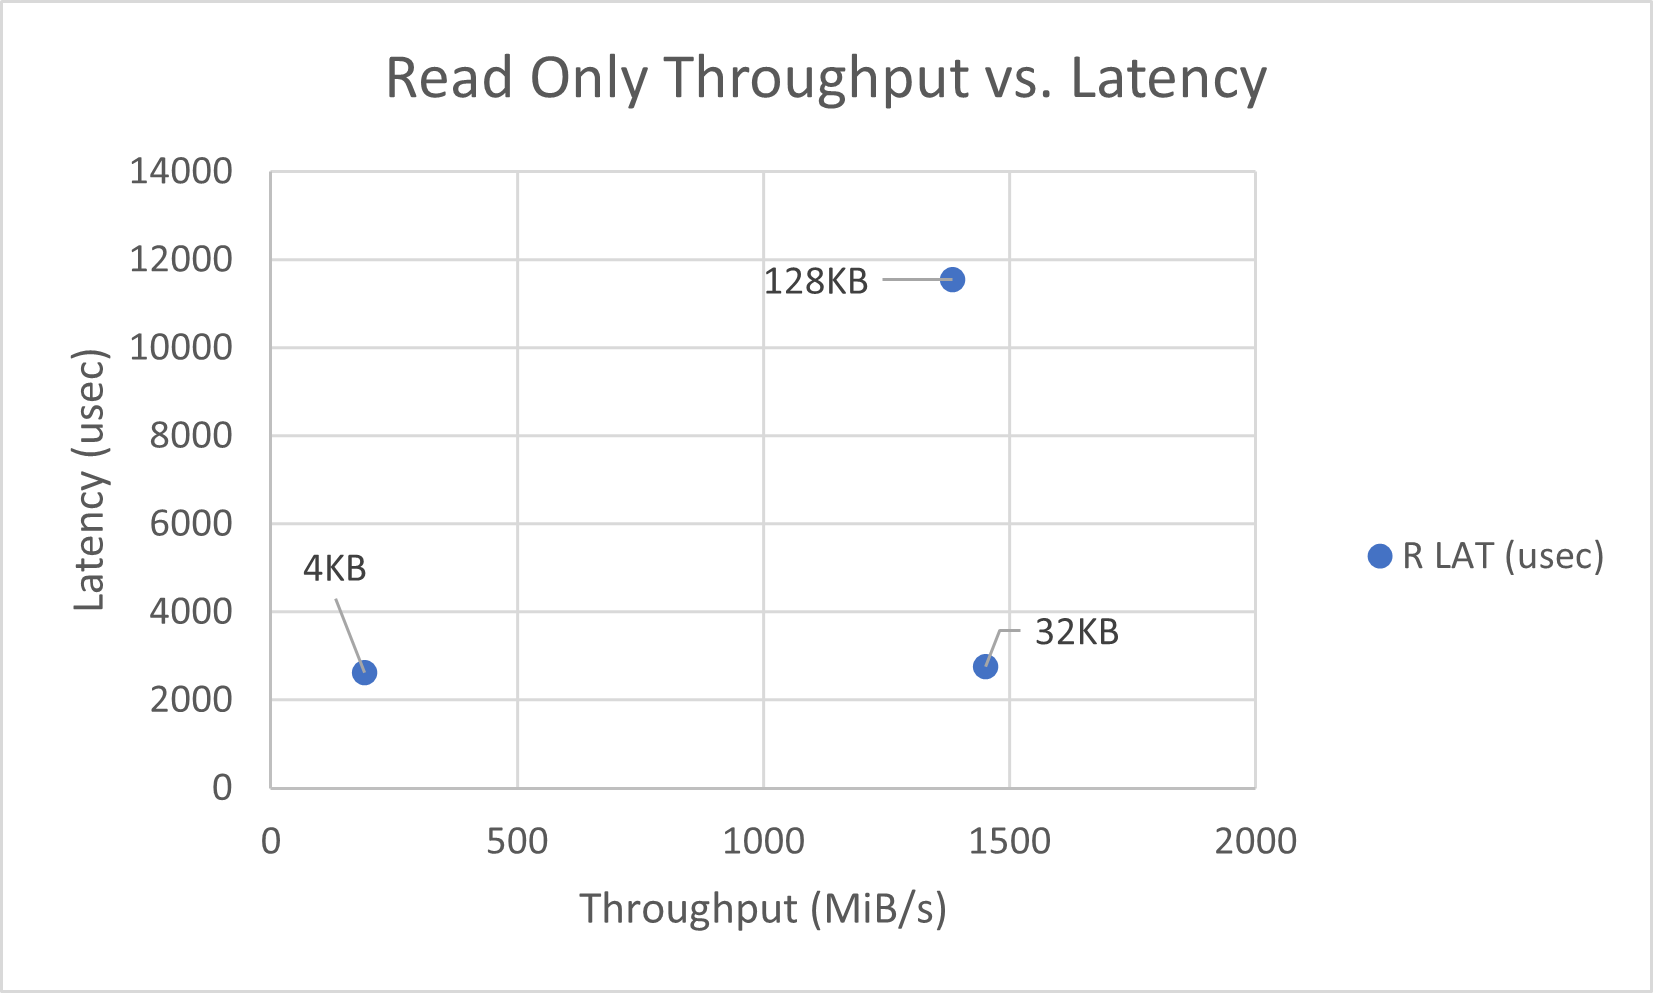 Read Only Throughput vs. Latency
14000
12000
10000
8000
6000
4000
2000
0
Latency (usec)
128KB
4KB
32KB
R LAT (usec)
0 500 1000 1500 2000
Throughput (MiB/s)